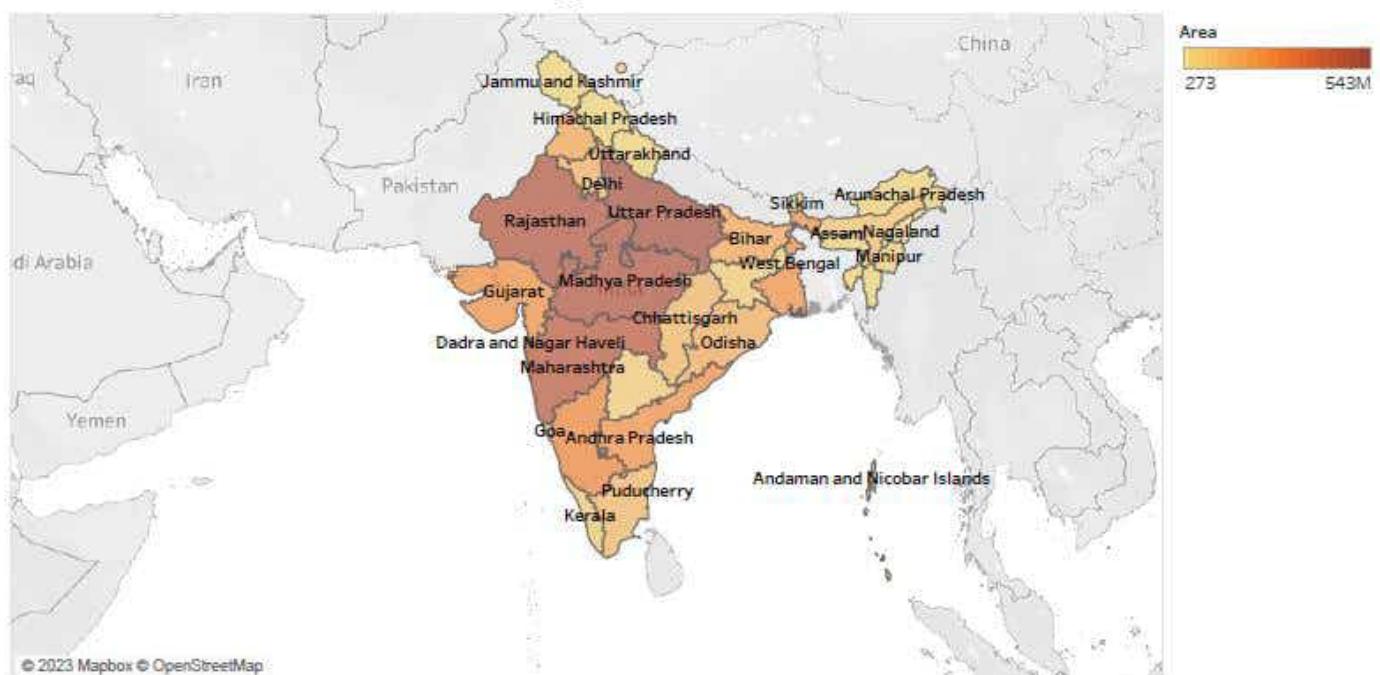 Area
273 543M
China
Iran
aq
Jammu and Kashmir
Himachal Pradesh
Uttarakhand
Pakistan
Delhi
Sikkim
Arunachal Pradesh
Rajasthan
Uttar Pradesh
Bihar
Assam
Nagaland
Manipur
West Bengal
di Arabia
Madhya Pradesh
Gujarat
Chhattisgarh
Odisha
Dadra and Nagar Haveli
Maharashtra
Yemen
Goa
Andhra Pradesh
Andaman and Nicobar Islands
Puducherry
Kerala
© 2023 Mapbox © OpenStreetMap